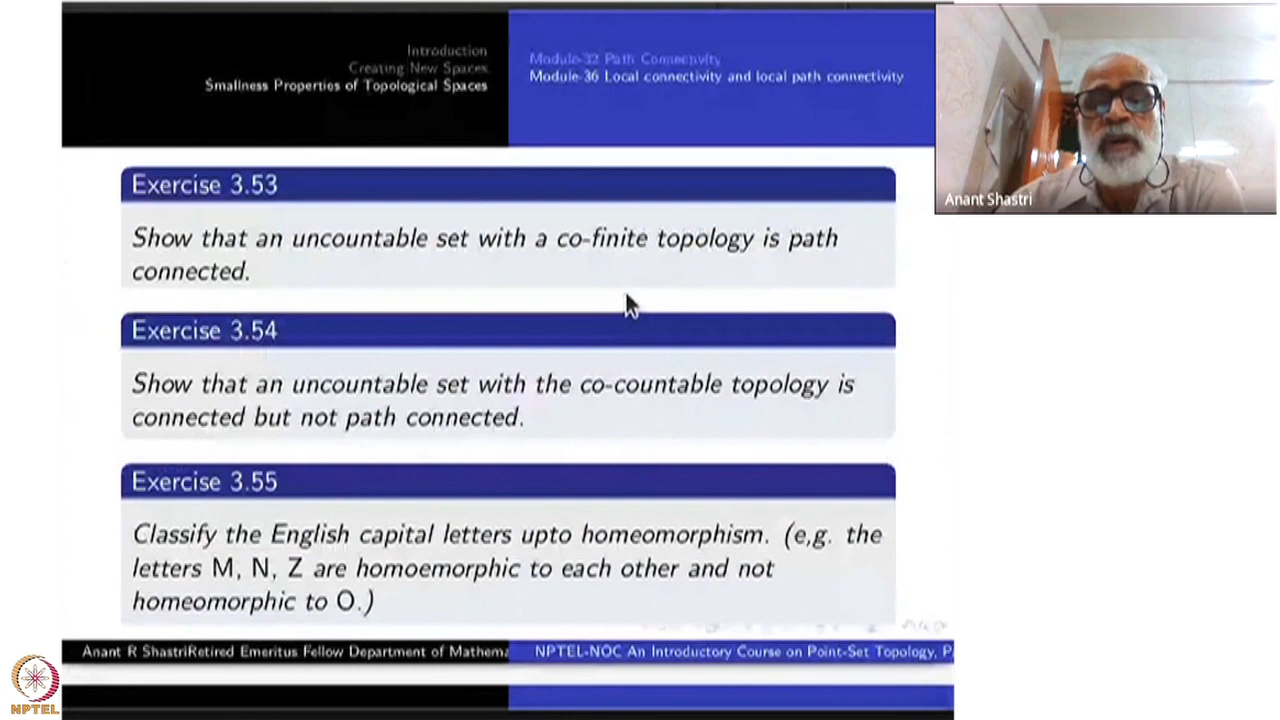 Introduction
Creating New Spaces
Smallness Properties of Topological Spaces
Module-32 Path Connectivity
Module-36 Local connectivity and local path connectivity
Anant Shastri
Exercise 3.53
Show that an uncountable set with a co-finite topology is path
connected.
Exercise 3.54
Show that an uncountable set with the co-countable topology is
connected but not path connected.
Exercise 3.55
Classify the English capital letters upto homeomorphism. (e,g. the
letters M, N, Z are homoemorphic to each other and not
homeomorphic to O.)
Anant R ShastriRetired Emeritus Fellow Department of Mathema
NPTEL-NOC An Introductory Course on Point-Set Topology, P
NPTEL